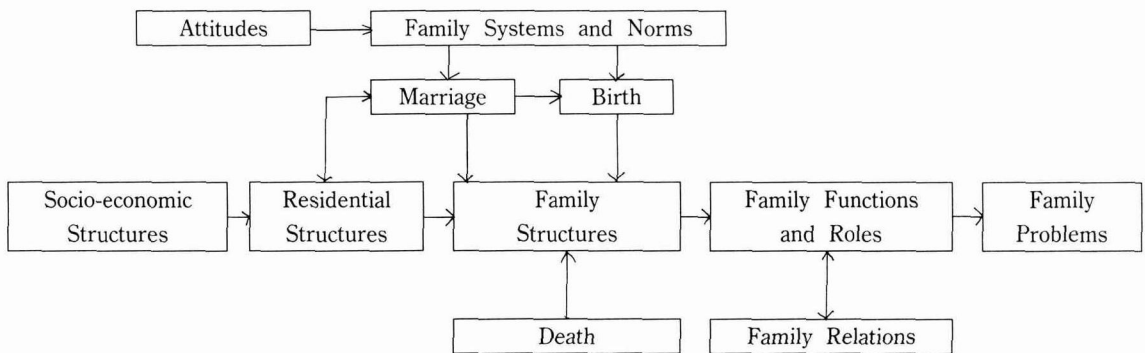 Attitudes
Family Systems and Norms
Marriage
Birth
Socio-economic
Structures
Residential
Structures
Family
Structures
Family Functions
and Roles
Family
Problems
Death
Family Relations